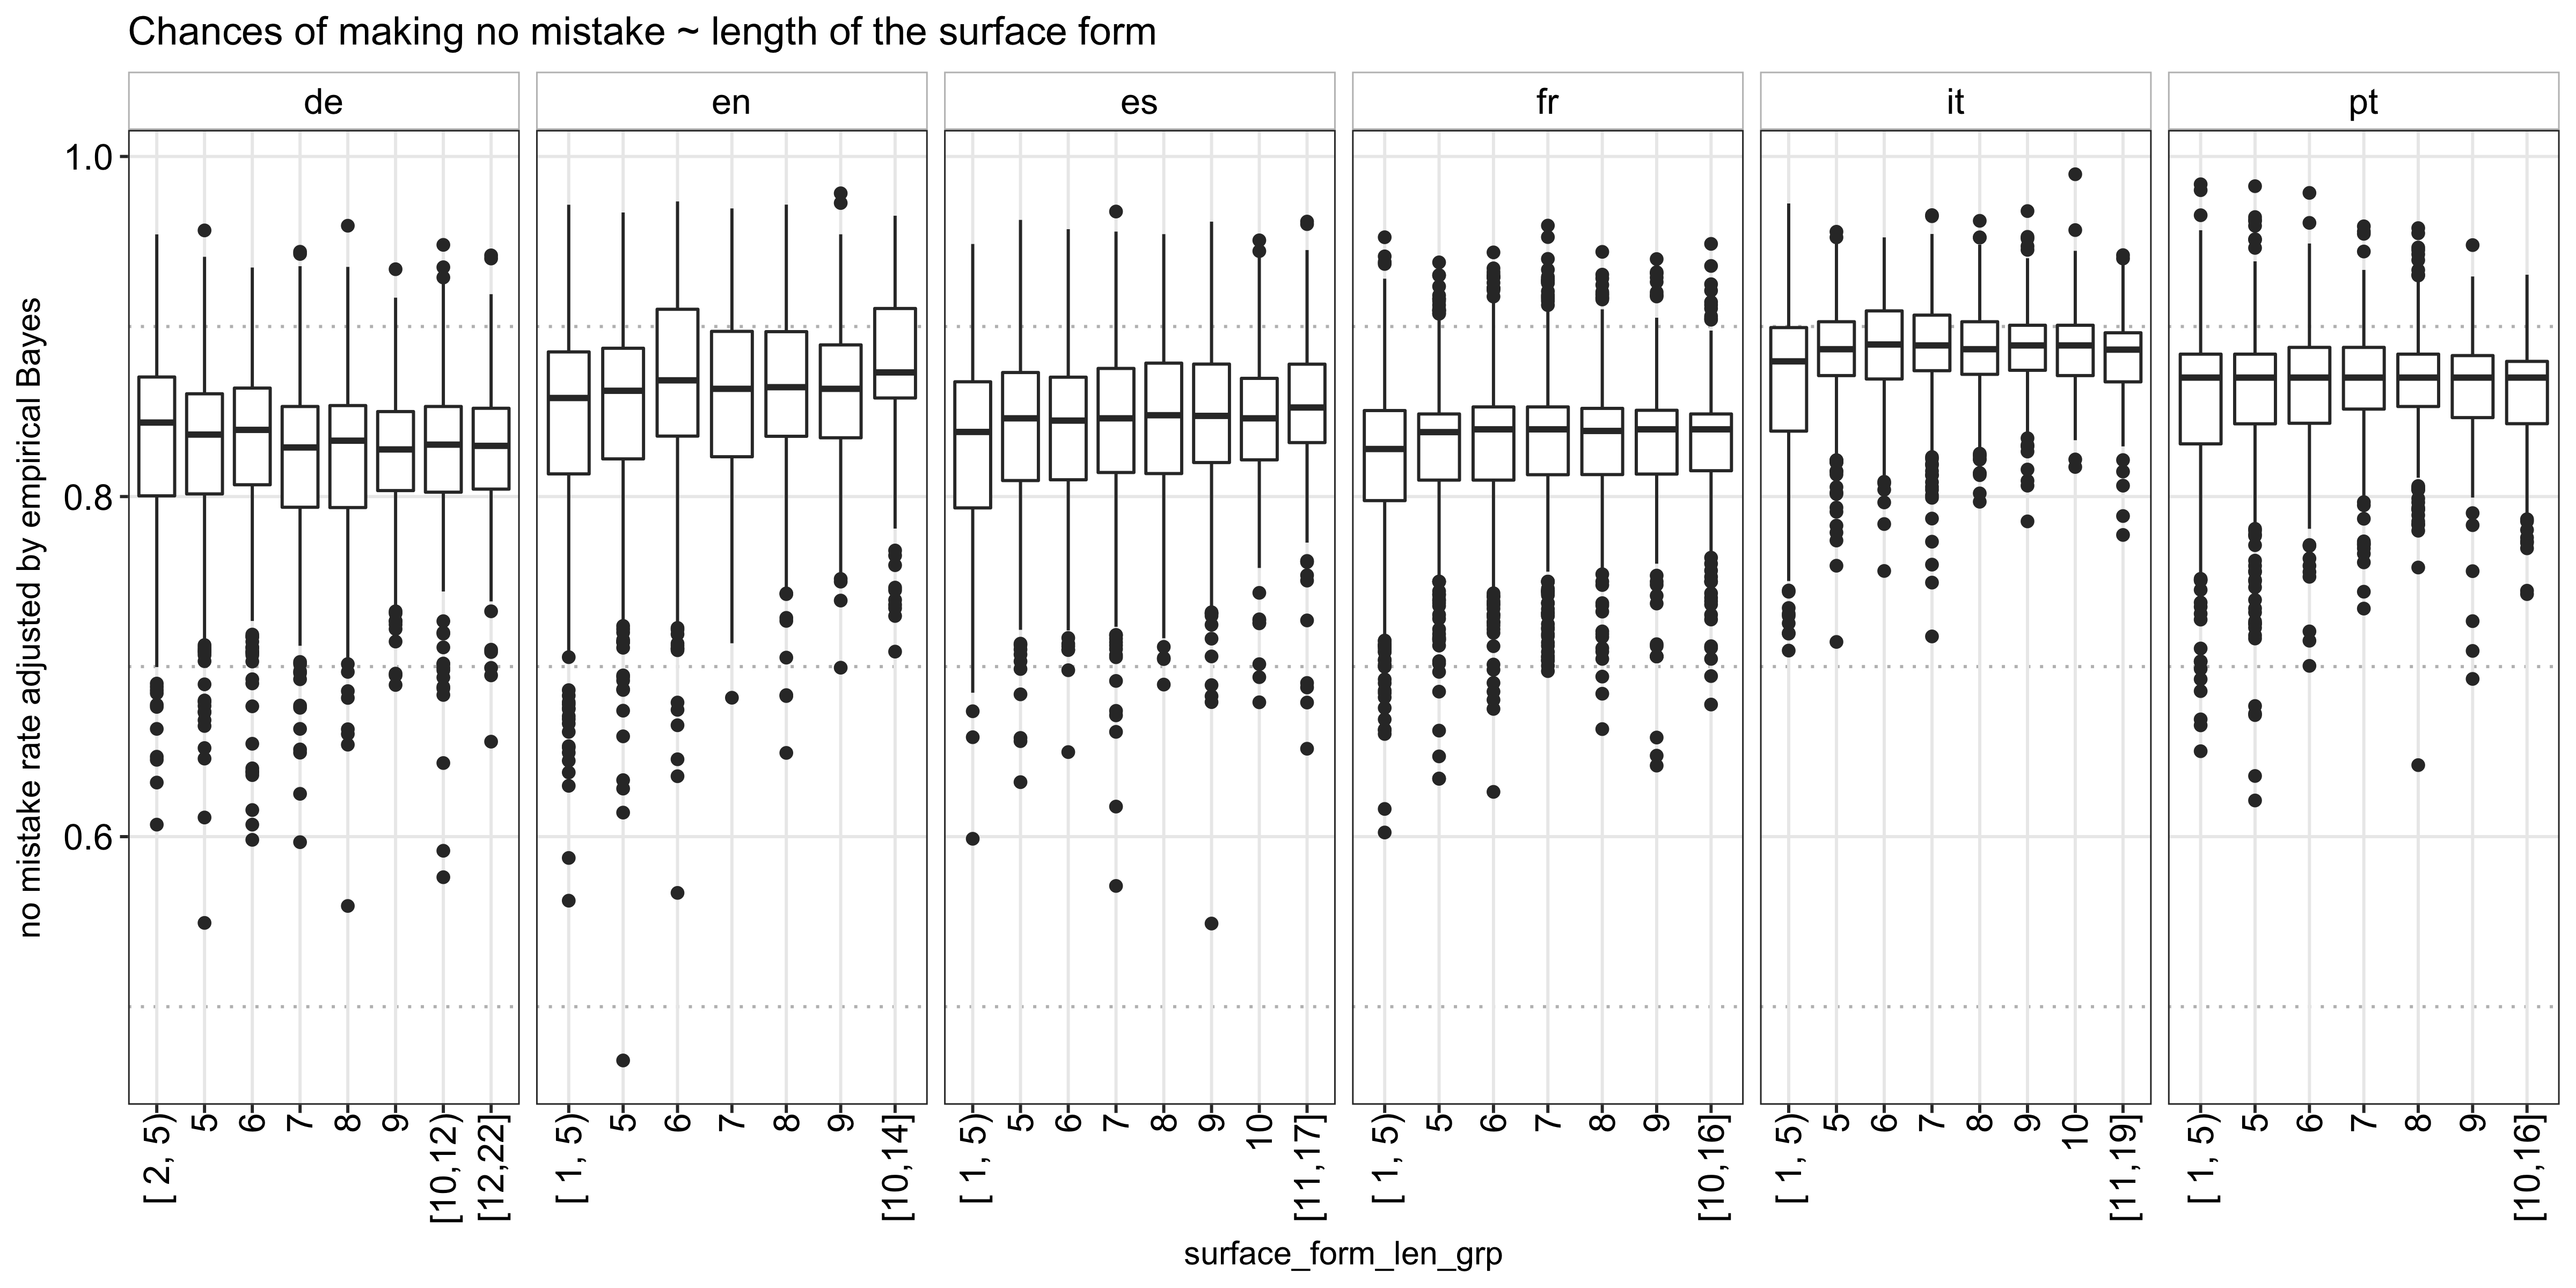 Chances of making no mistake ~ length of the surface form
de en es fr it pt
no mistake rate adjusted by empirical Bayes
1.0
0.8
0.6
[ 2, 5) 5 6 7 8 9 [10,12) [12,22]
[ 1, 5) 5 6 7 8 9 [10,14]
[ 1, 5) 5 6 7 8 9 10 [11,17]
[ 1, 5) 5 6 7 8 9 [10,16]
[ 1, 5) 5 6 7 8 9 10 [11,19]
[ 1, 5) 5 6 7 8 9 [10,16]
surface_form_len_grp